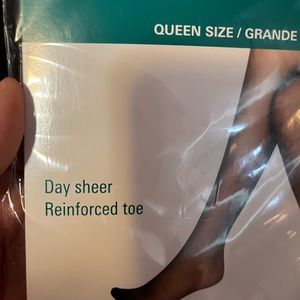 QUEEN SIZE / GRANDE
Day sheer
Reinforced toe